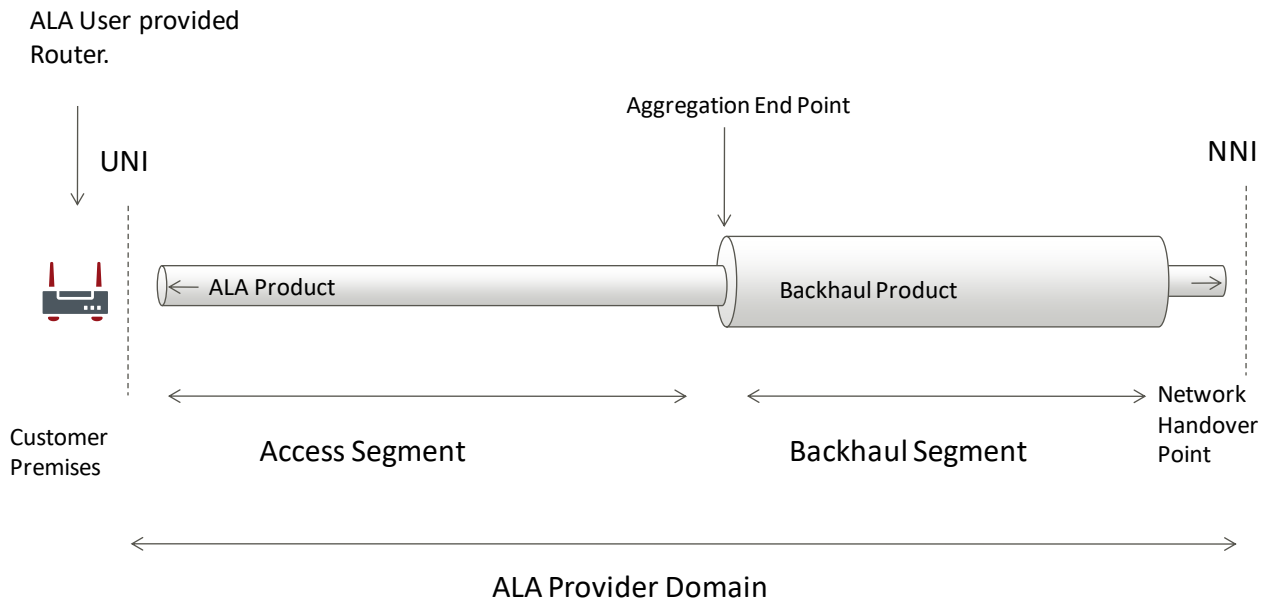 ALA User provided
Router.
Aggregation End Point
UNI
NNI
ALA Product
Backhaul Product
Customer
Premises
Access Segment
Backhaul Segment
Network
Handover
Point
ALA Provider Domain